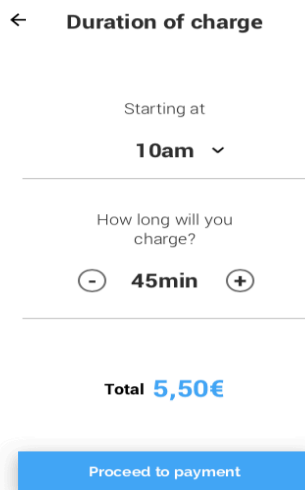 Duration of charge
Starting at
10am
How long will you
charge?
- 45min +
Total 5,50€
Proceed to payment